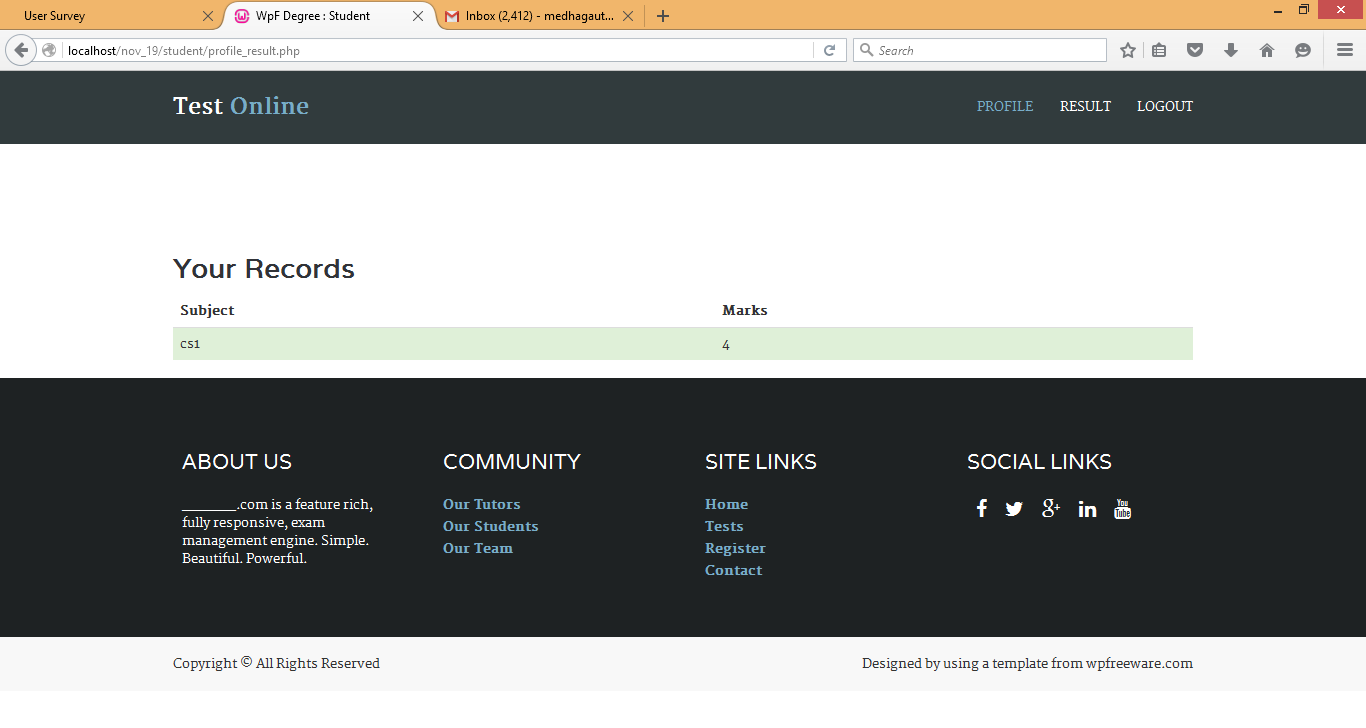 User Survey
WpF Degree : Student
Inbox (2,412) - medhagaut...
localhost/nov_19/student/profile_result.php
Search
Test Online
PROFILE RESULT LOGOUT
Your Records
Subject Marks
cs1 4
ABOUT US
_______.com is a feature rich,
fully responsive, exam
management engine. Simple.
Beautiful. Powerful.
COMMUNITY
Our Tutors
Our Students
Our Team
SITE LINKS
Home
Tests
Register
Contact
SOCIAL LINKS
You
Tube
Copyright © All Rights Reserved
Designed by using a template from wpfreeware.com